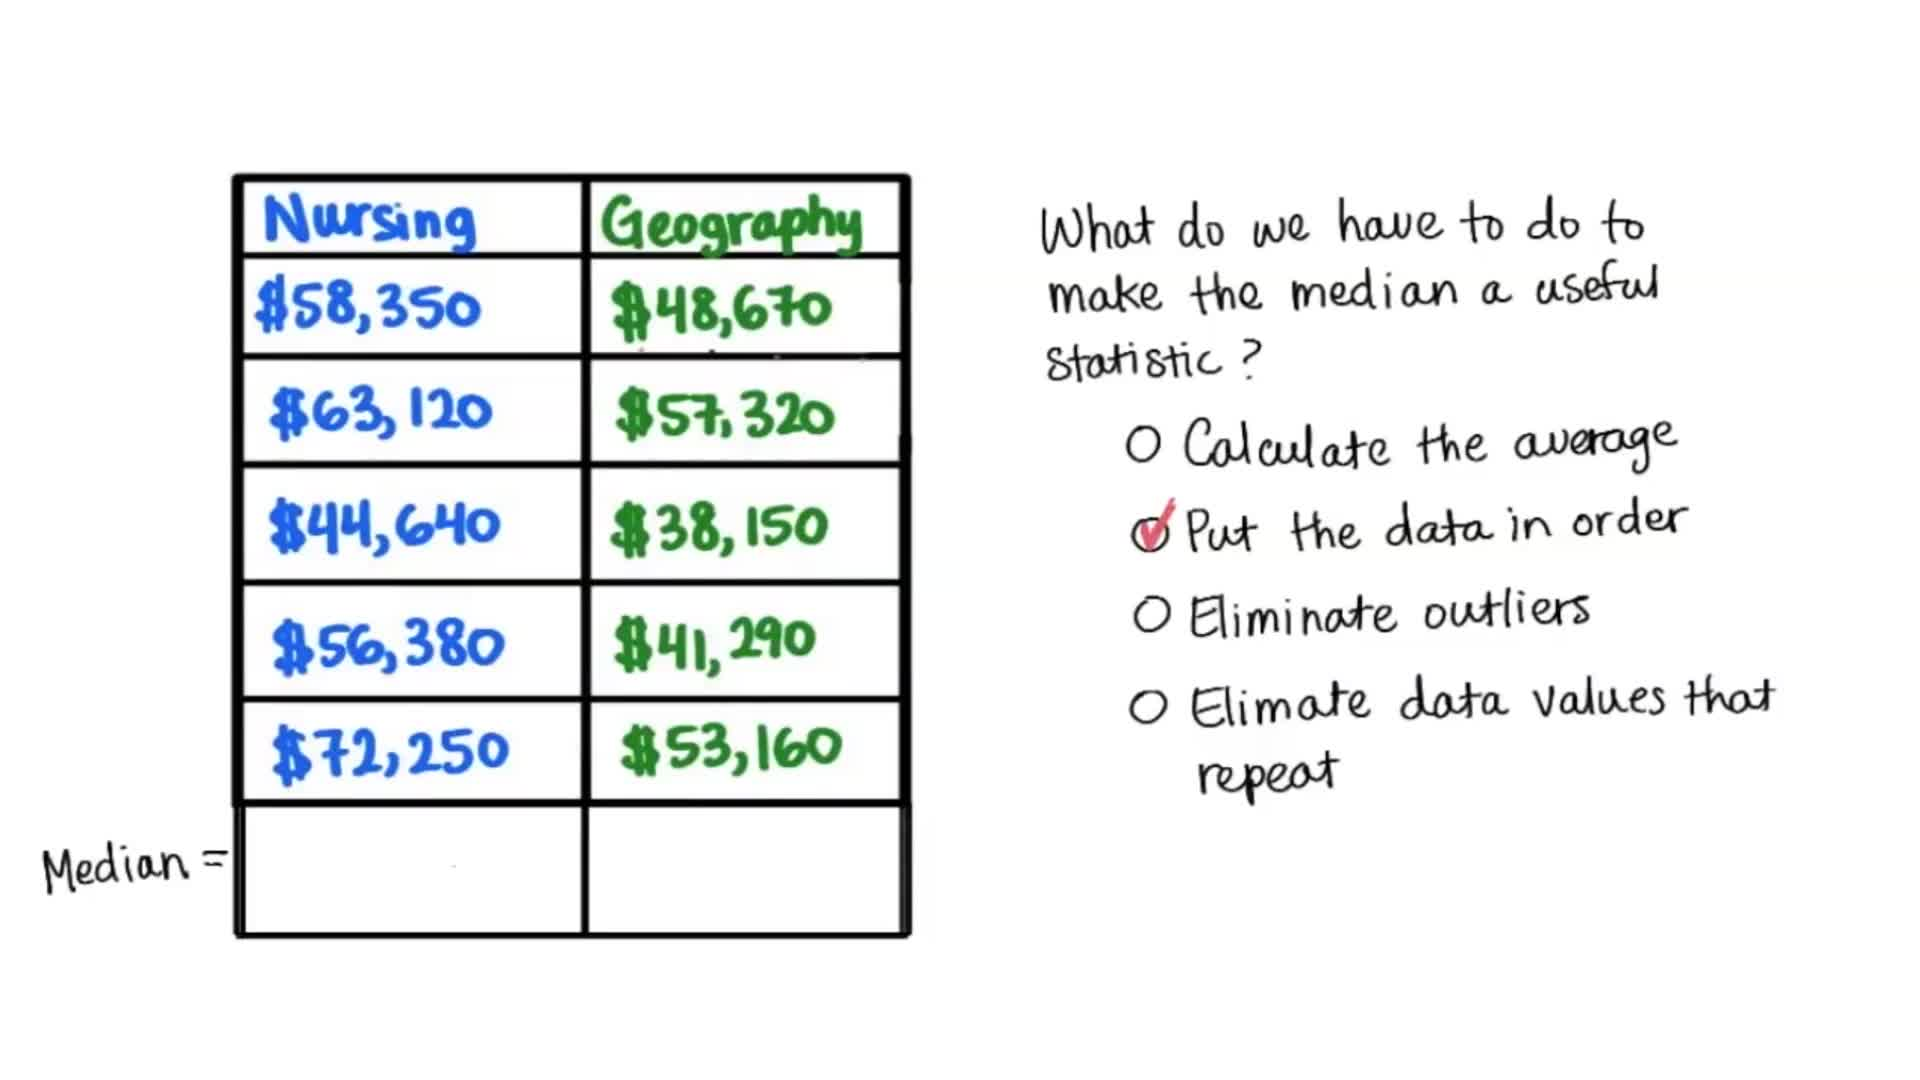 Nursing Geography
$58,350 $48,670
$63,120 $57,320
$44,640 $38,150
$56,380 $41,290
$72,250 $53,160
Median =
What do we have to do to
make the median a useful
statistic?
Calculate the average
Put the data in order
Eliminate outliers
Elimate data values that
repeat